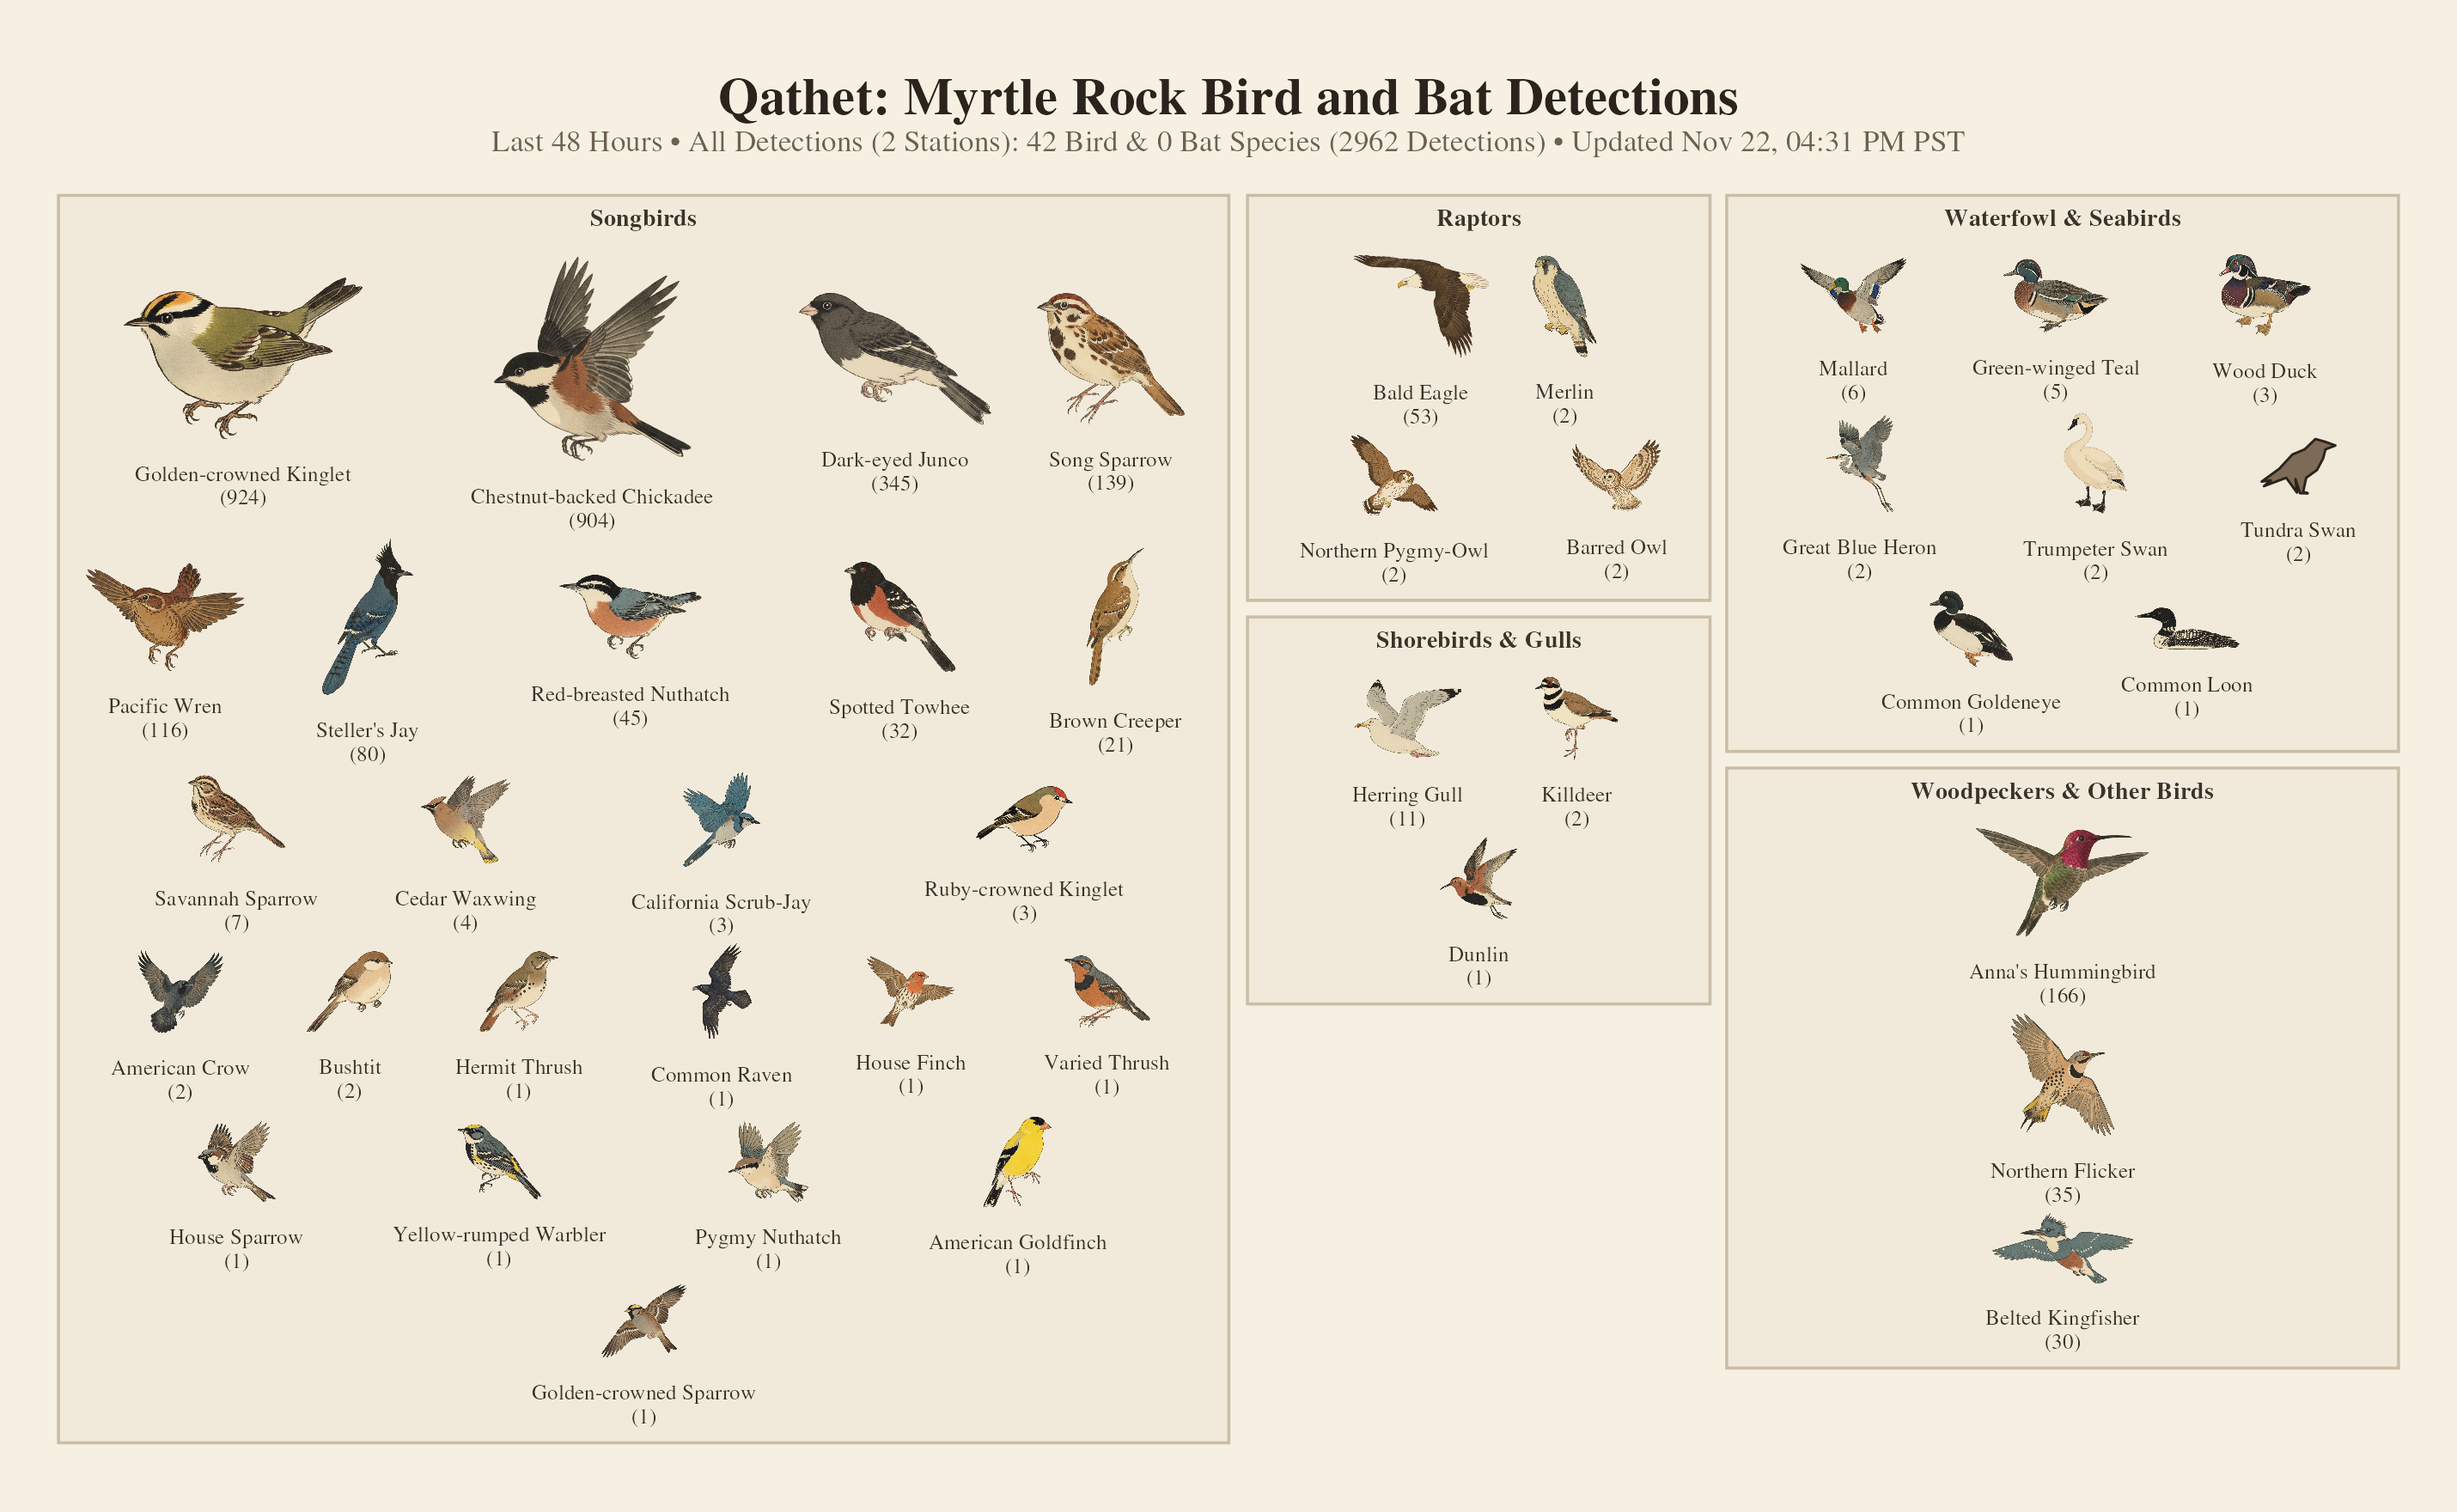 Qathet: Myrtle Rock Bird and Bat Detections
Last 48 Hours • All Detections (2 Stations): 42 Bird & 0 Bat Species (2962 Detections) • Updated Nov 22, 04:31 PM PST
Songbirds
Golden-crowned Kinglet
(924)
Chestnut-backed Chickadee
(904)
Dark-eyed Junco
(345)
Song Sparrow
(139)
Pacific Wren
(116)
Steller's Jay
(80)
Red-breasted Nuthatch
(45)
Spotted Towhee
(32)
Brown Creeper
(21)
Savannah Sparrow
(7)
Cedar Waxwing
(4)
California Scrub-Jay
(3)
Ruby-crowned Kinglet
(3)
American Crow
(2)
Bushtit
(2)
Hermit Thrush
(1)
Common Raven
(1)
House Finch
(1)
Varied Thrush
(1)
House Sparrow
(1)
Yellow-rumped Warbler
(1)
Pygmy Nuthatch
(1)
American Goldfinch
(1)
Golden-crowned Sparrow
(1)
Raptors
Bald Eagle
(53)
Merlin
(2)
Northern Pygmy-Owl
(2)
Barred Owl
(2)
Shorebirds & Gulls
Herring Gull
(11)
Killdeer
(2)
Dunlin
(1)
Waterfowl & Seabirds
Mallard
(6)
Green-winged Teal
(5)
Wood Duck
(3)
Great Blue Heron
(2)
Trumpeter Swan
(2)
Tundra Swan
(2)
Common Goldeneye
(1)
Common Loon
(1)
Woodpeckers & Other Birds
Anna's Hummingbird
(166)
Northern Flicker
(35)
Belted Kingfisher
(30)